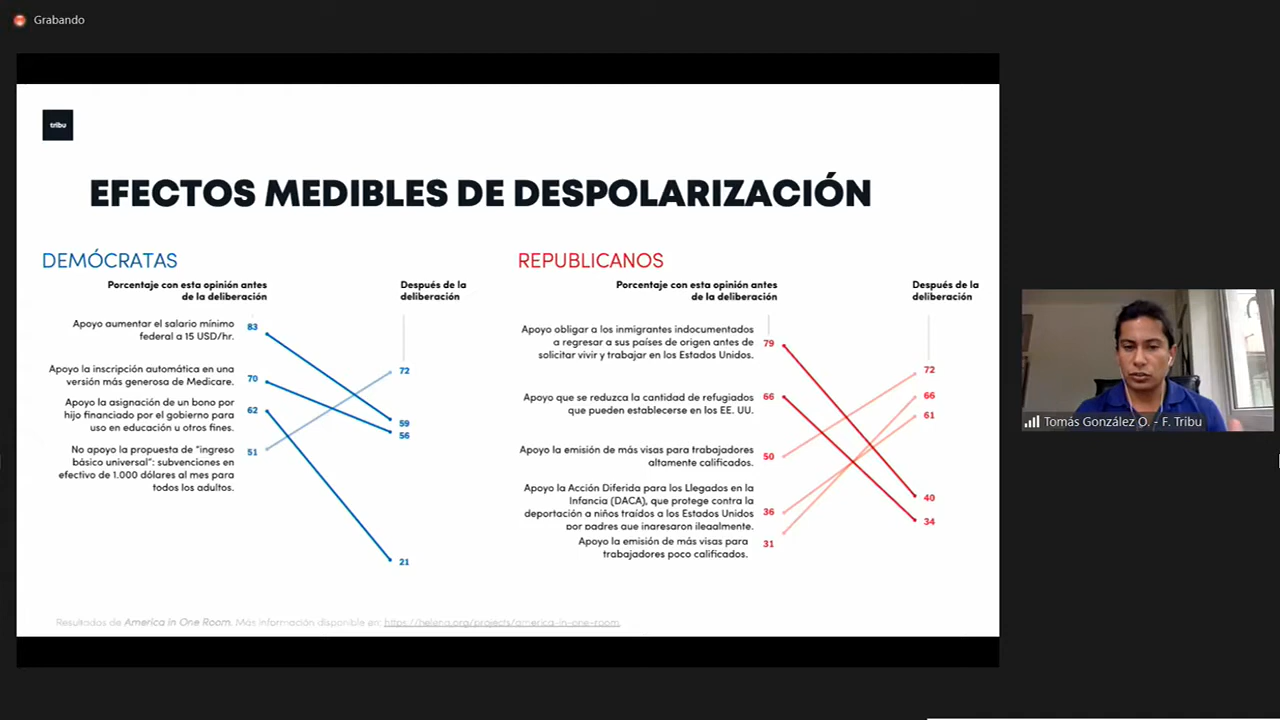 Grabando
tribu
EFECTOS MEDIBLES DE DESPOLARIZACIÓN
DEMÓCRATAS
Porcentaje con esta opinión antes
de la deliberación
Después de la
deliberación
Apoyo aumentar el salario mínimo
federal a 15 USD/hr.
83
Apoyo la inscripción automática en una
versión más generosa de Medicare.
70
Apoyo la asignación de un bono por
hijo financiado por el gobierno para
uso en educación u otros fines.
62
No apoyo la propuesta de “ingreso
básico universal”: subvenciones en
efectivo de 1.000 dólares al mes para
todos los adultos.
51
72
59
56
21
REPUBLICANOS
Porcentaje con esta opinión antes
de la deliberación
Después de la
deliberación
Apoyo obligar a los inmigrantes indocumentados
a regresar a sus países de origen antes de
solicitar vivir y trabajar en los Estados Unidos.
79
Apoyo que se reduzca la cantidad de refugiados
que pueden establecerse en los EE. UU.
66
Apoyo la emisión de más visas para trabajadores
altamente calificados.
50
Apoyo la Acción Diferida para los Llegados en la
Infancia (DACA), que protege contra la
deportación a niños traídos a los Estados Unidos
por padres que ingresaron ilegalmente.
36
Apoyo la emisión de más visas para
trabajadores poco calificados.
31
72
66
61
40
34
Resultados de America in One Room. Más información disponible en: https://helena.org/projects/america-in-one-room
Tomás González O. - F. Tribu